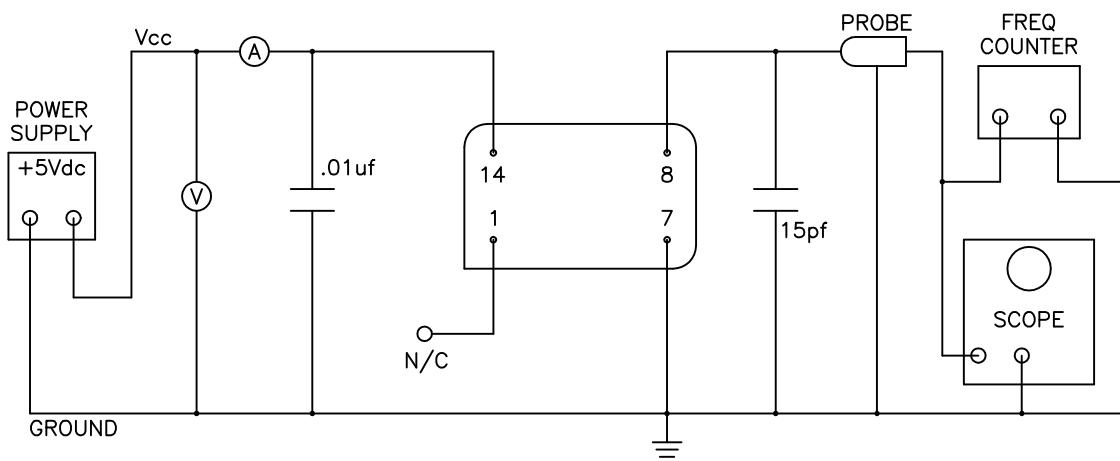 Vcc
A
PROBE
FREQ
COUNTER
POWER
SUPPLY
+5Vdc
.01uf
14
8
V
1
7
15pf
N/C
SCOPE
GROUND